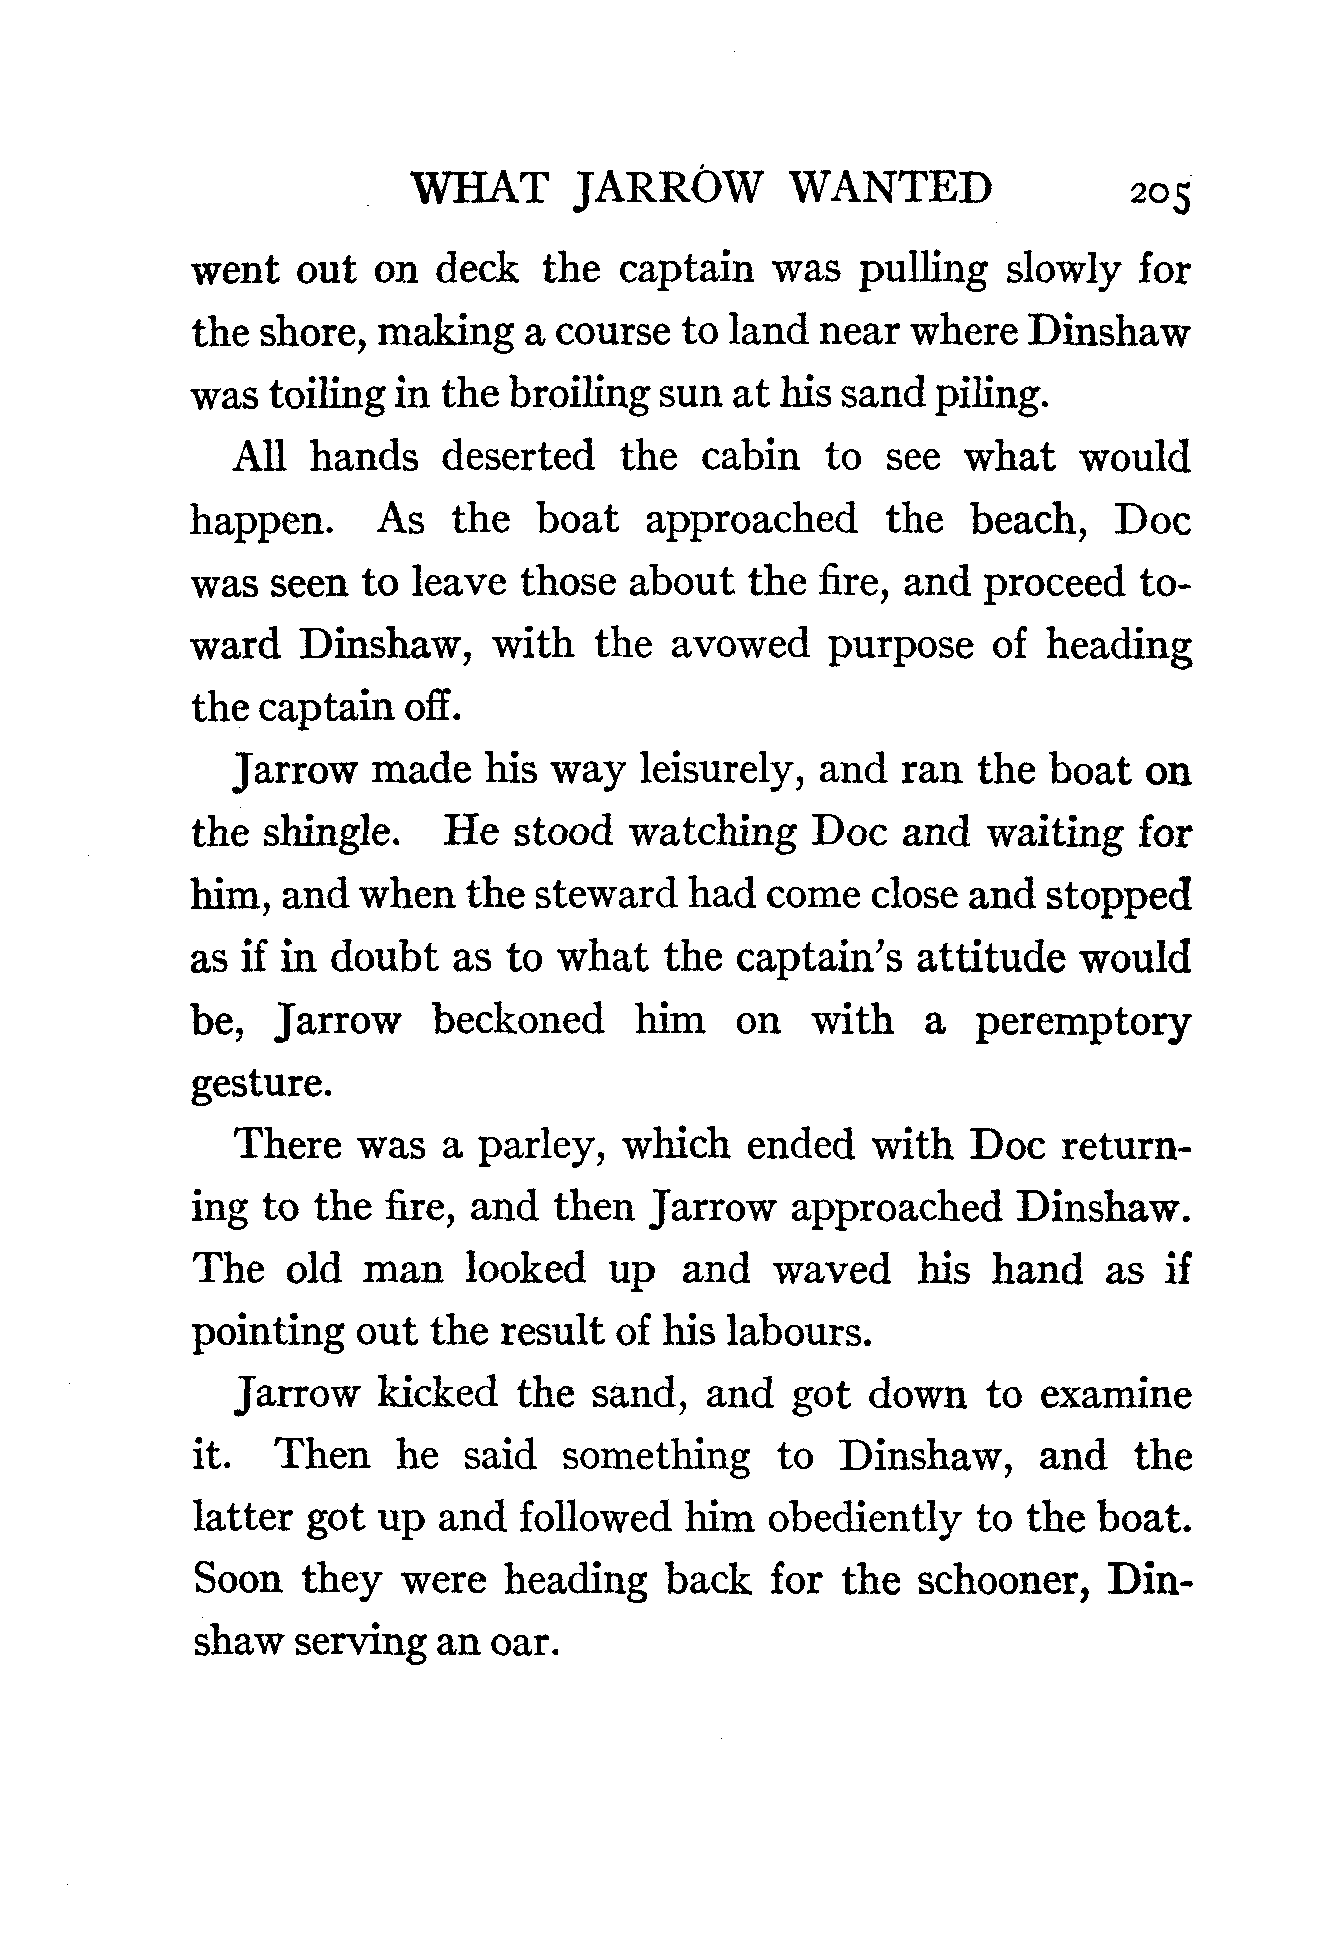 WHAT JARROW WANTED 205
went out on deck the captain was pulling slowly for
the shore, making a course to land near where Dinshaw
was toiling in the broiling sun at his sand piling.
All hands deserted the cabin to see what would
happen. As the boat approached the beach, Doc
was seen to leave those about the fire, and proceed to-
ward Dinshaw, with the avowed purpose of heading
the captain off.
Jarrow made his way leisurely, and ran the boat on
the shingle. He stood watching Doc and waiting for
him, and when the steward had come close and stopped
as if in doubt as to what the captain's attitude would
be, Jarrow beckoned him on with a peremptory
gesture.
There was a parley, which ended with Doc return-
ing to the fire, and then Jarrow approached Dinshaw.
The old man looked up and waved his hand as if
pointing out the result of his labours.
Jarrow kicked the sand, and got down to examine
it. Then he said something to Dinshaw, and the
latter got up and followed him obediently to the boat.
Soon they were heading back for the schooner, Din-
shaw serving an oar.